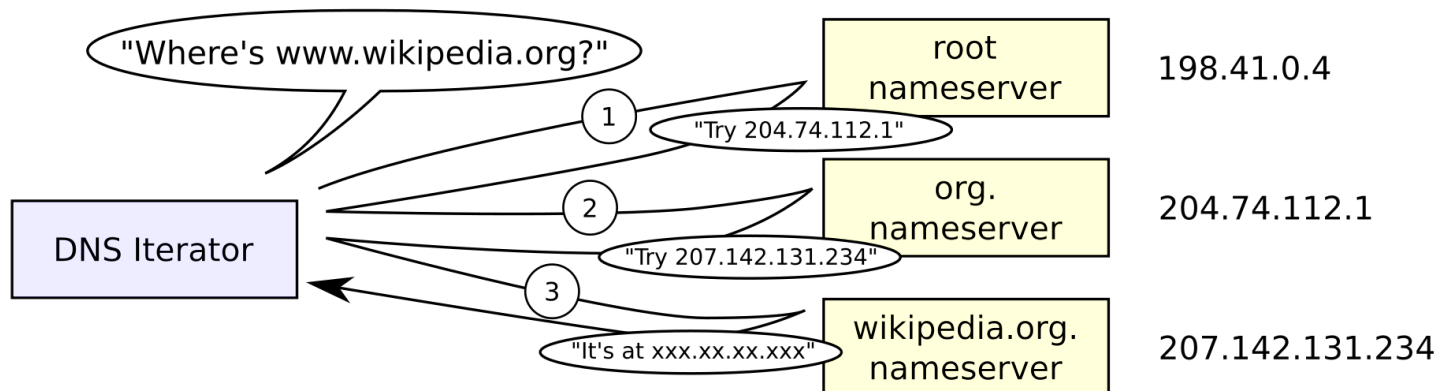 "Where's www.wikipedia.org?"
root
nameserver
198.41.0.4
1
"Try 204.74.112.1"
org.
nameserver
204.74.112.1
2
"Try 207.142.131.234"
DNS Iterator
3
wikipedia.org.
nameserver
207.142.131.234
"It's at xxx.xx.xx.xxx"